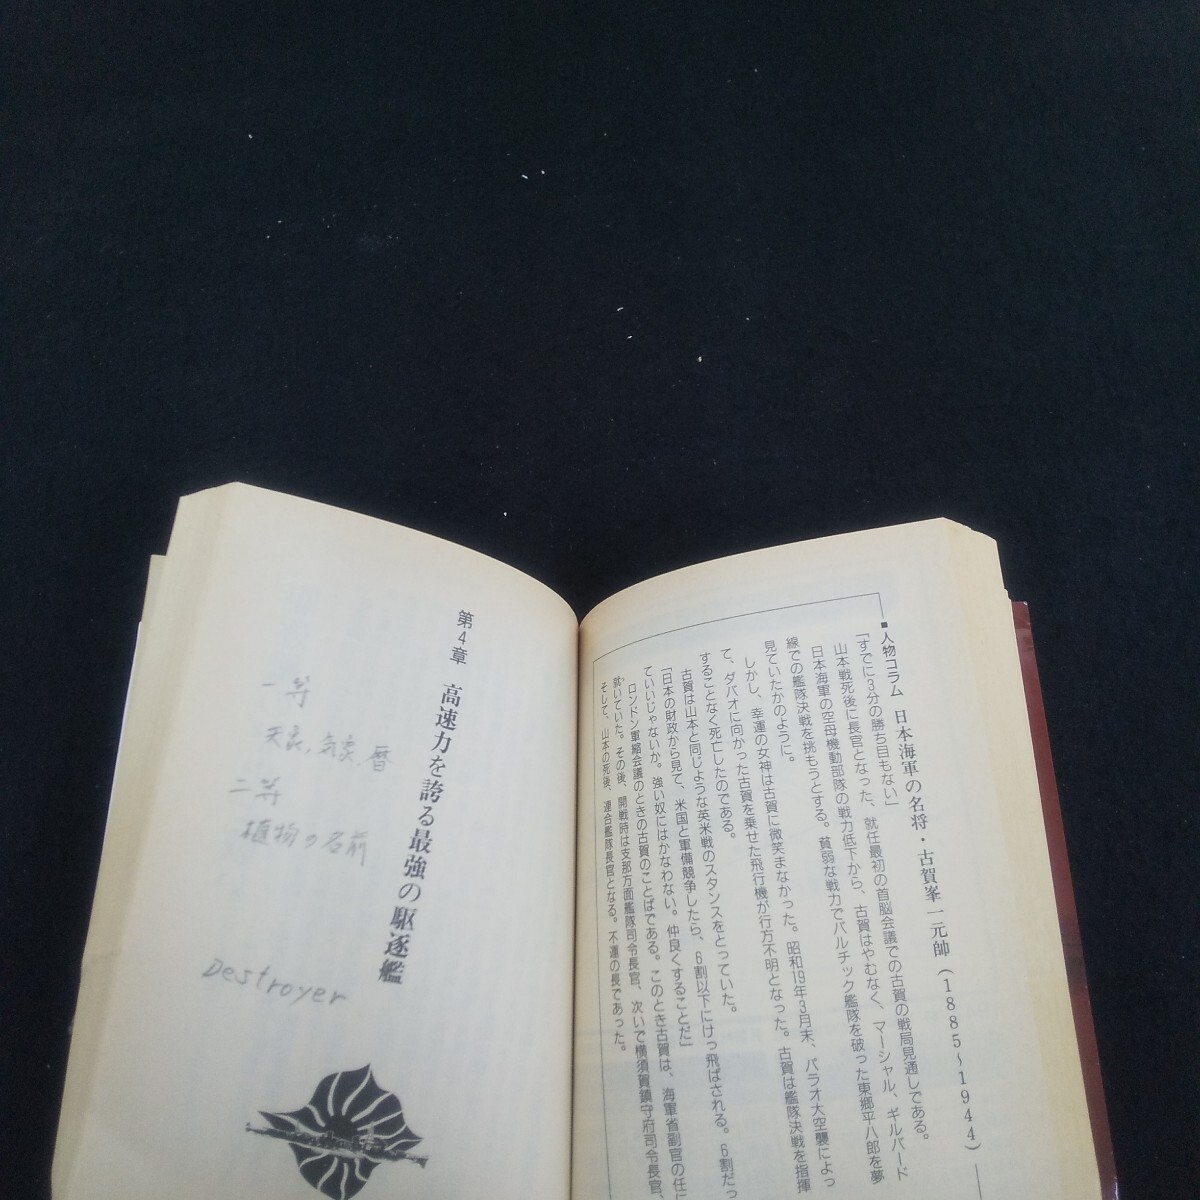 ■人物コラム 日本海軍の名将・古賀峯一元帥（1885〜1944）
「すでに3分の勝ち目もない」
山本戦死後に長官となった、就任最初の首脳会議での古賀の戦局見通しである。
日本海軍の空母機動部隊の戦力低下から、古賀はやむなく、マーシャル、ギルバード
線での艦隊決戦を挑もうとする。貧弱な戦力でバルチック艦隊を破った東郷平八郎を夢
見ていたかのように。
しかし、幸運の女神は古賀に微笑まなかった。昭和19年3月末、パラオ大空襲によっ
て、ダバオに向かった古賀を乗せた飛行機が行方不明となった。古賀は艦隊決戦を指揮
することなく死亡したのである。
古賀は山本と同じような英米戦のスタンスをとっていた。
「日本の財政から見て、米国と軍備競争したら、6割以下にけっ飛ばされる。6割だっ
ていいじゃないか。強い奴にはかなわない。仲良くすることだ」
ロンドン軍縮会議のときの古賀のことばである。このとき古賀は、海軍省副官の任に
就いていた。その後、開戦時は支那方面艦隊司令長官、次いで横須賀鎮守府司令長官、
そして、山本の死後、連合艦隊長官となる。不運の長であった。
第4章 高速力を誇る最強の駆逐艦
一等
天象,気象,暦
二等
植物の名前
Destroyer